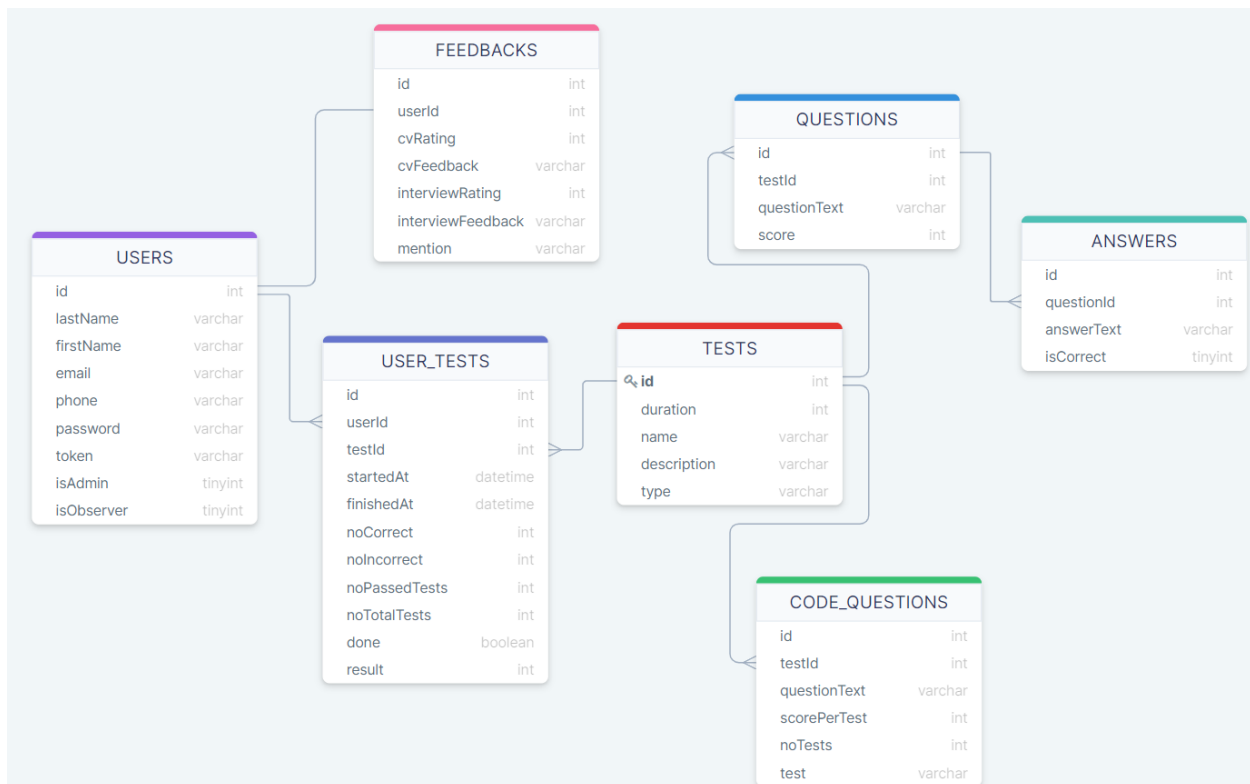 FEEDBACKS
id int
userId int
cvRating int
cvFeedback varchar
interviewRating int
interviewFeedback varchar
mention varchar
QUESTIONS
id int
testId int
questionText varchar
score int
ANSWERS
id int
questionId int
answerText varchar
isCorrect tinyint
USERS
id int
lastName varchar
firstName varchar
email varchar
phone varchar
password varchar
token varchar
isAdmin tinyint
isObserver tinyint
USER_TESTS
id int
userId int
testId int
startedAt datetime
finishedAt datetime
noCorrect int
noIncorrect int
noPassedTests int
noTotalTests int
done boolean
result int
TESTS
id int
duration int
name varchar
description varchar
type varchar
CODE_QUESTIONS
id int
testId int
questionText varchar
scorePerTest int
noTests int
test varchar